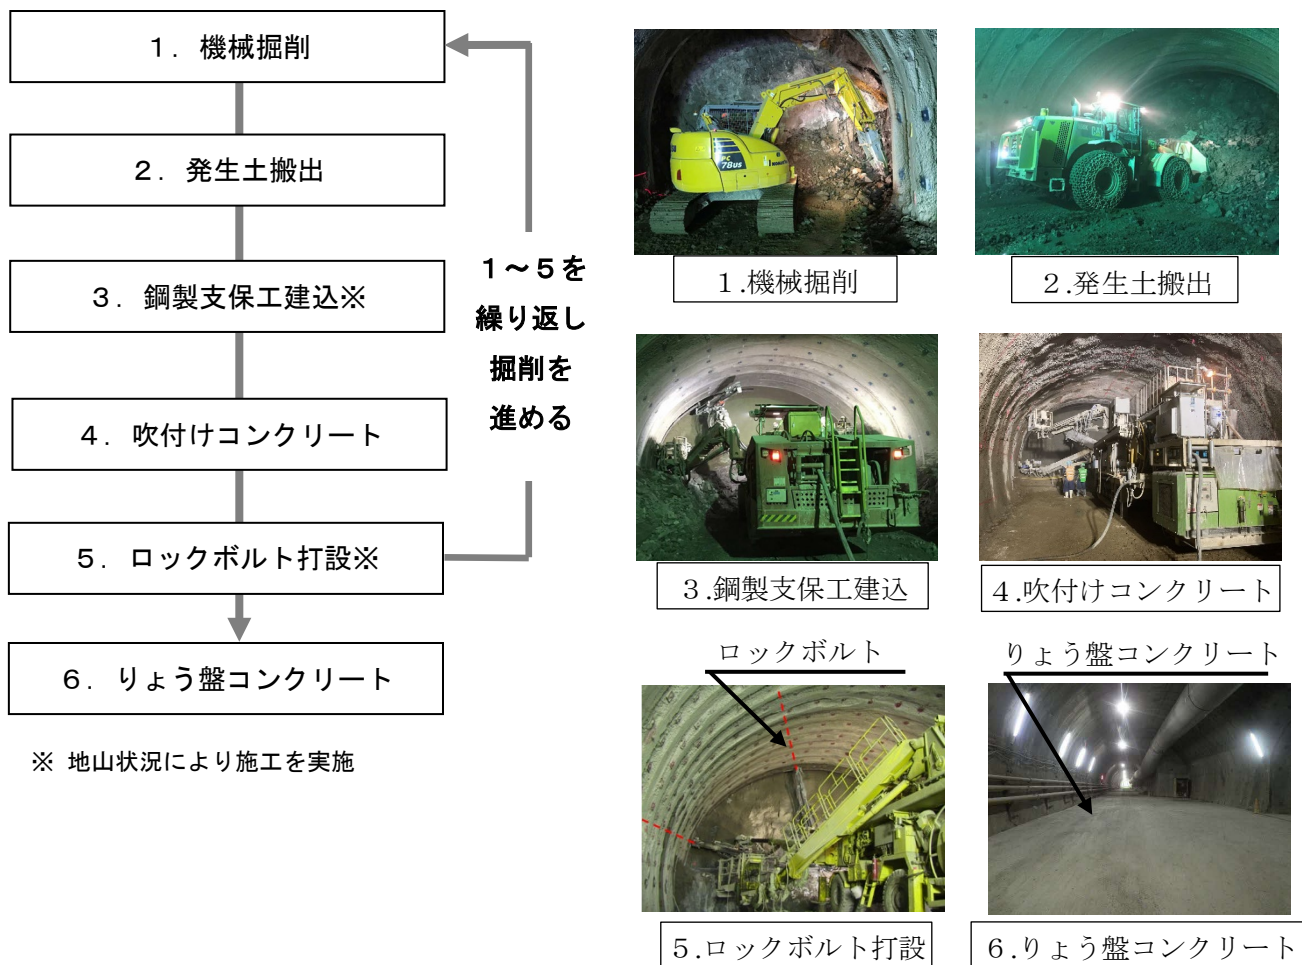 １．機械掘削
２．発生土搬出
３．鋼製支保工建込※
４．吹付けコンクリート
５．ロックボルト打設※
６．りょう盤コンクリート
※ 地山状況により施工を実施
１～５を
繰り返し
掘削を
進める
PC
78US
１.機械掘削
２.発生土搬出
３.鋼製支保工建込
４.吹付けコンクリート
ロックボルト
５.ロックボルト打設
りょう盤コンクリート
６.りょう盤コンクリート